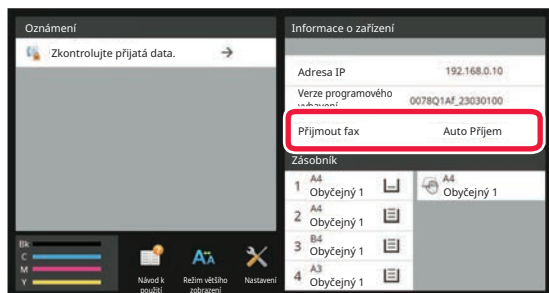 Oznámení
Zkontrolujte přijatá data.
Informace o zařízení
Adresa IP 192.168.0.10
Verze programového
vybavení 0078Q1Af_23030100
Přijmout fax Auto Příjem
Zásobník
1 A4
Obyčejný 1
A4
Obyčejný 1
2 A4
Obyčejný 1
3 B4
Obyčejný 1
4 A3
Obyčejný 1
Bk
C
M
Y
Návod k
použití
Režim většího
zobrazení
Nastavení